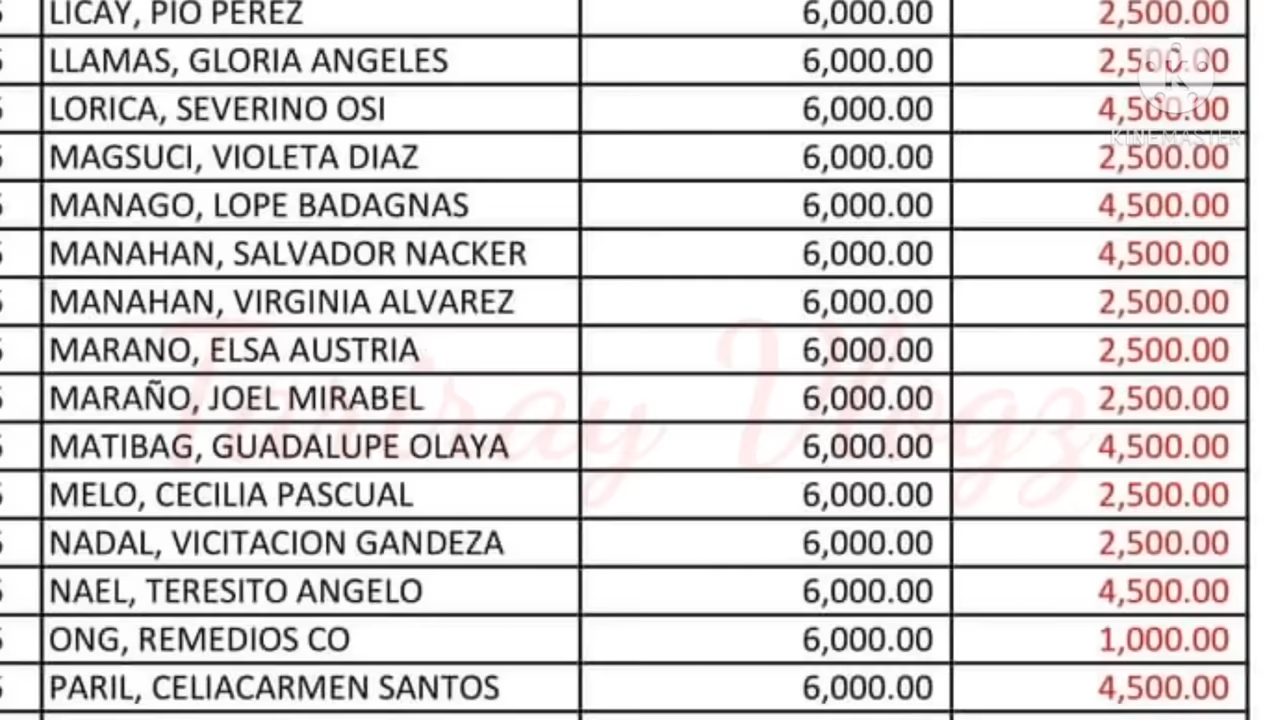 LICAY, PIO PEREZ 6,000.00 2,500.00
LLAMAS, GLORIA ANGELES 6,000.00 2,500.00
LORICA, SEVERINO OSI 6,000.00 4,500.00
KINEMASTER
MAGSUCI, VIOLETA DIAZ 6,000.00 2,500.00
MANAGO, LOPE BADAGNAS 6,000.00 4,500.00
MANAHAN, SALVADOR NACKER 6,000.00 4,500.00
MANAHAN, VIRGINIA ALVAREZ 6,000.00 2,500.00
MARANO, ELSA AUSTRIA 6,000.00 2,500.00
MARAÑO, JOEL MIRABEL 6,000.00 2,500.00
Vlogz
MATIBAG, GUADALUPE OLAYA 6,000.00 4,500.00
MELO, CECILIA PASCUAL 6,000.00 2,500.00
NADAL, VICITACION GANDEZA 6,000.00 2,500.00
NAEL, TERESITO ANGELO 6,000.00 4,500.00
ONG, REMEDIOS CO 6,000.00 1,000.00
PARIL, CELIACARMEN SANTOS 6,000.00 4,500.00